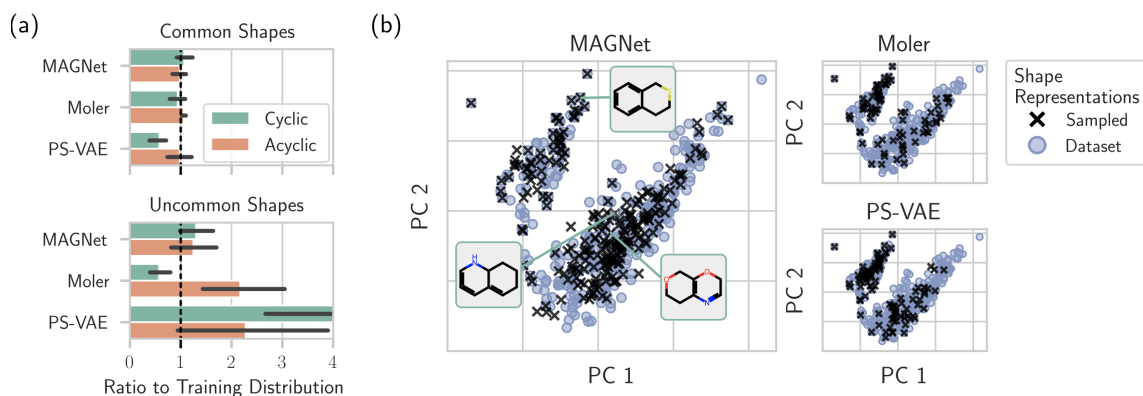 (a)
Common Shapes
MAGNet
Moler
PS-VAE
Cyclic
Acyclic
Uncommon Shapes
MAGNet
Moler
PS-VAE
0 1 2 3 4
Ratio to Training Distribution
(b)
MAGNet
PC 2
PC 1
H
N
S
O
O
N
Moler
PC 2
PS-VAE
PC 2
PC 1
Shape
Representations
Sampled
Dataset